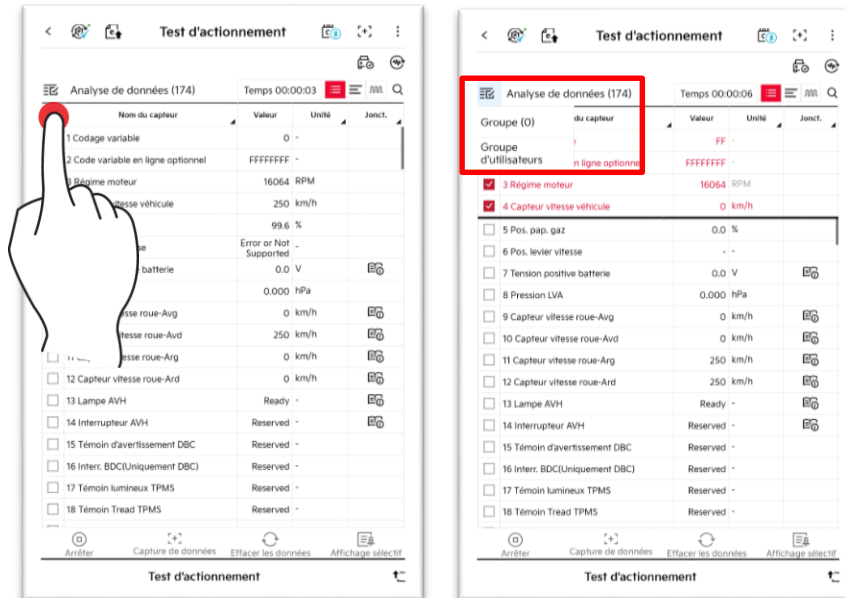 Test d'actionnement
Analyse de données (174)
Temps 00:00:03
Nom du capteur Valeur Unité Jonct.
1 Codage variable 0 -
2 Code variable en ligne optionnel FFFFFFFF -
3 Régime moteur 16064 RPM
vitesse véhicule 250 km/h
99.6 %
Error or Not Supported -
batterie 0.0 V
0.000 hPa
vitesse roue-Avg 0 km/h
vitesse roue-Avd 250 km/h
vitesse roue-Arg 0 km/h
12 Capteur vitesse roue-Ard 0 km/h
13 Lampe AVH Ready -
14 Interrupteur AVH Reserved -
15 Témoin d'avertissement DBC Reserved -
16 Interr. BDC(Uniquement DBC) Reserved -
17 Témoin lumineux TPMS Reserved -
18 Témoin Tread TPMS Reserved -
Arrêter Capture de données Effacer les données Affichage sélectif
Test d'actionnement
Test d'actionnement
Analyse de données (174)
Temps 00:00:06
Groupe (0)
Groupe
d'utilisateurs
du capteur Valeur Unité Jonct.
FF -
n ligne optionnel FFFFFFFF -
3 Régime moteur 16064 RPM
4 Capteur vitesse véhicule 0 km/h
5 Pos. pap. gaz 0.0 %
6 Pos. levier vitesse - -
7 Tension positive batterie 0.0 V
8 Pression LVA 0.000 hPa
9 Capteur vitesse roue-Avg 0 km/h
10 Capteur vitesse roue-Avd 0 km/h
11 Capteur vitesse roue-Arg 250 km/h
12 Capteur vitesse roue-Ard 250 km/h
13 Lampe AVH Ready -
14 Interrupteur AVH Reserved -
15 Témoin d'avertissement DBC Reserved -
16 Interr. BDC(Uniquement DBC) Reserved -
17 Témoin lumineux TPMS Reserved -
18 Témoin Tread TPMS Reserved -
Arrêter Capture de données Effacer les données Affichage sélectif
Test d'actionnement